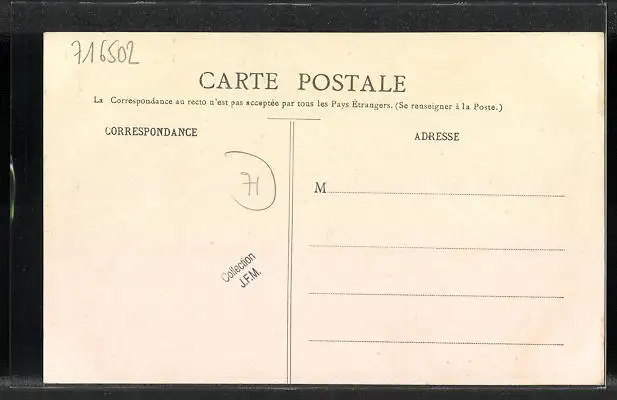 716502
CARTE POSTALE
La Correspondance au recto n'est pas acceptée par tous les Pays Etrangers. (Se renseigner à la Poste.)
CORRESPONDANCE
ADRESSE
71
M
Collection
J.F.M.